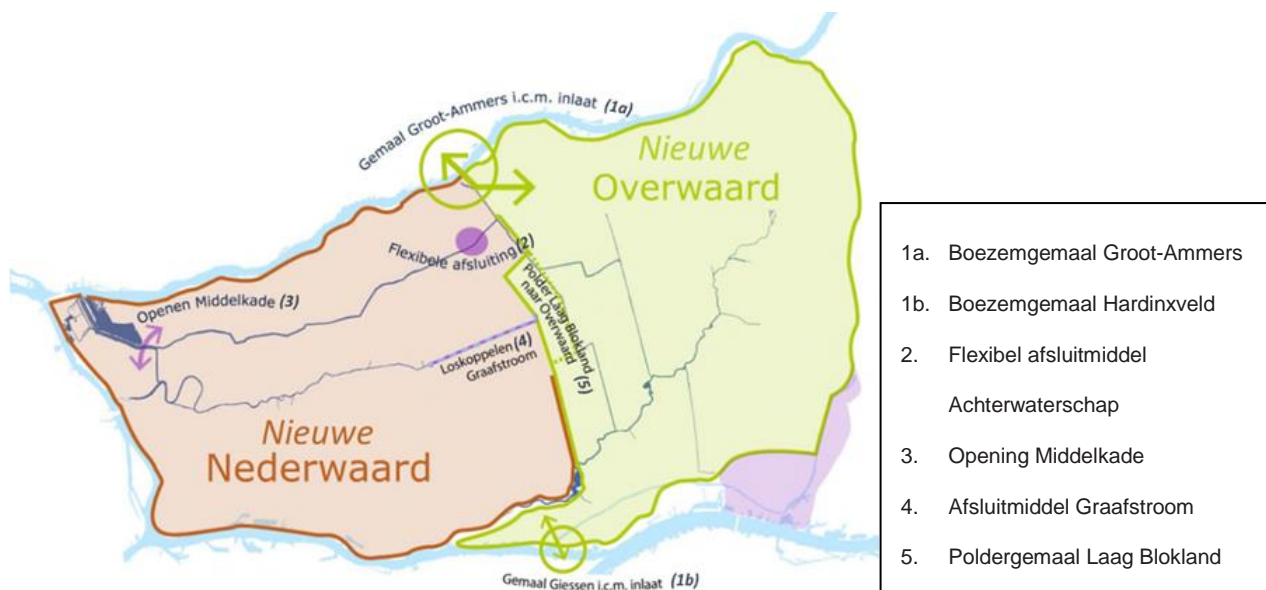 Gemaal Groot-Ammers i.c.m. inlaat (1a)
Nieuwe
Overwaard
Flexibele afsluiting (2)
Polder Laag Blokland
naar Overwaard
(5)
Openen Middelkade (3)
Loskoppelen (4)
Graafstroom
Nieuwe
Nederwaard
Gemaal Giessen i.c.m. inlaat (1b)
1a. Boezemgemaal Groot-Ammers
1b. Boezemgemaal Hardinxveld
2. Flexibel afsluitmiddel
Achterwaterschap
3. Opening Middelkade
4. Afsluitmiddel Graafstroom
5. Poldergemaal Laag Blokland